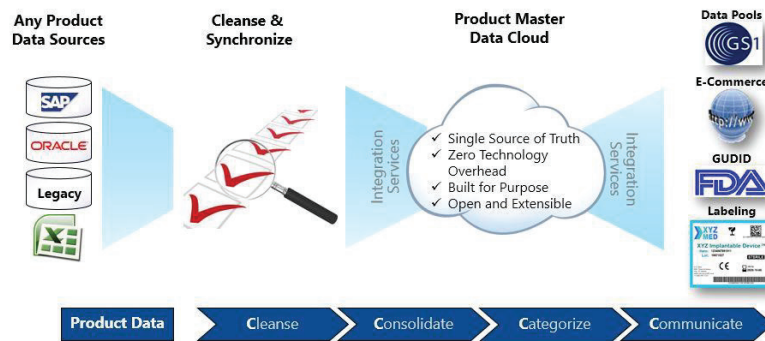 Any Product
Data Sources
Cleanse &
Synchronize
Product Master
Data Cloud
Data Pools
GS1
SAP
ORACLE
Legacy
Integration
Services
✓ Single Source of Truth
✓ Zero Technology
Overhead
✓ Built for Purpose
✓ Open and Extensible
Integration
Services
E-Commerce
http://ww
GUDID
FDA
Labeling
XYZ
MED
XYZ Implantable Device
STERILE
CE
Product Data
Cleanse
Consolidate
Categorize
Communicate